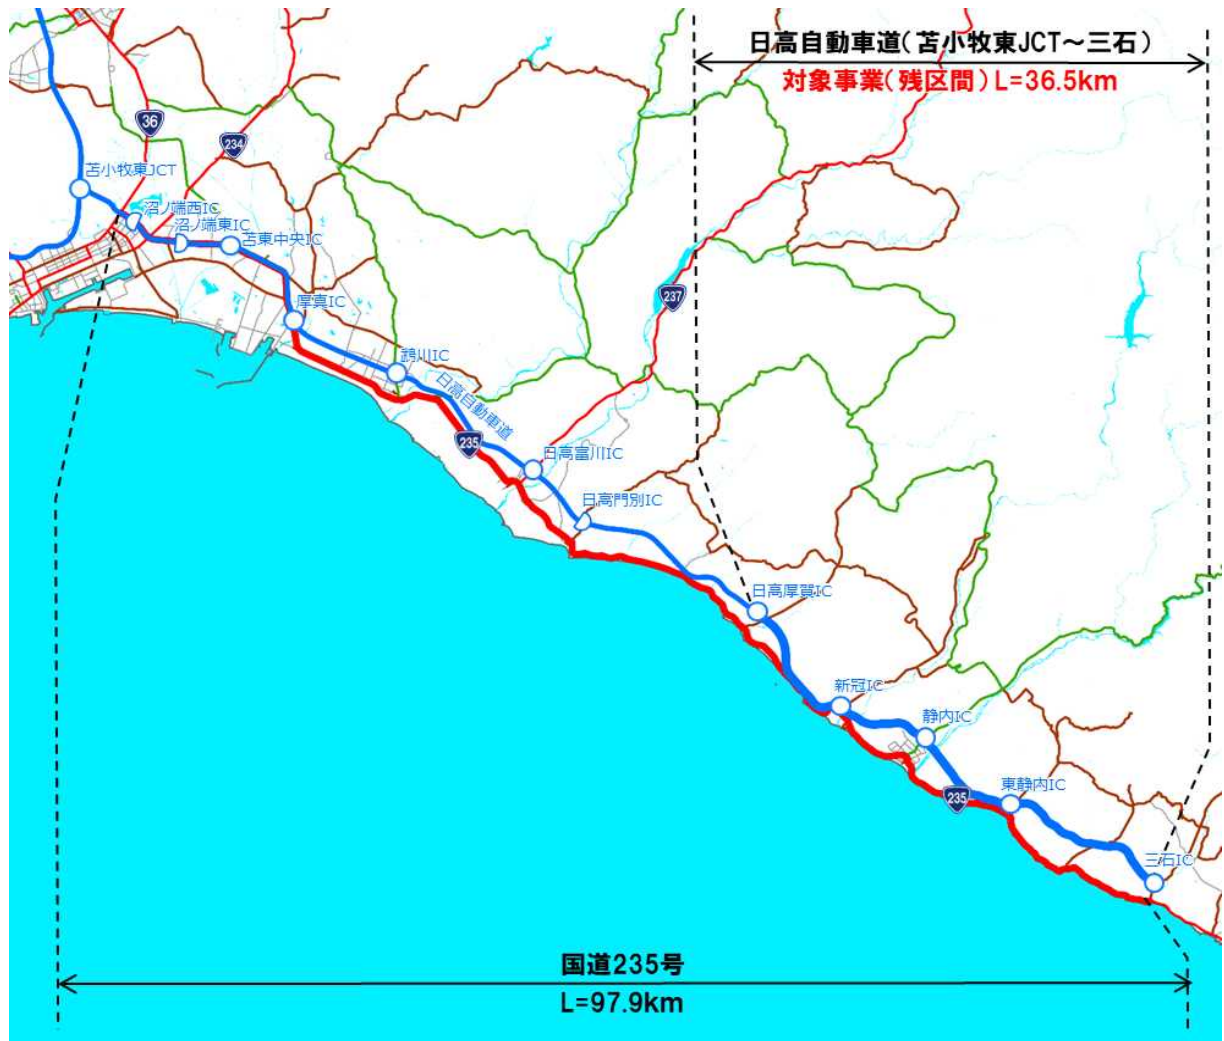 日高自動車道(苫小牧東JCT～三石)
対象事業(残区間)L=36.5km
36
234
苫小牧東JCT
沼ノ端西IC
沼ノ端東IC
苫東中央IC
237
厚真IC
鵡川IC
日高自動車道
235
日高富川IC
日高門別IC
日高厚賀IC
新冠IC
静内IC
235
東静内IC
三石IC
国道235号
L=97.9km